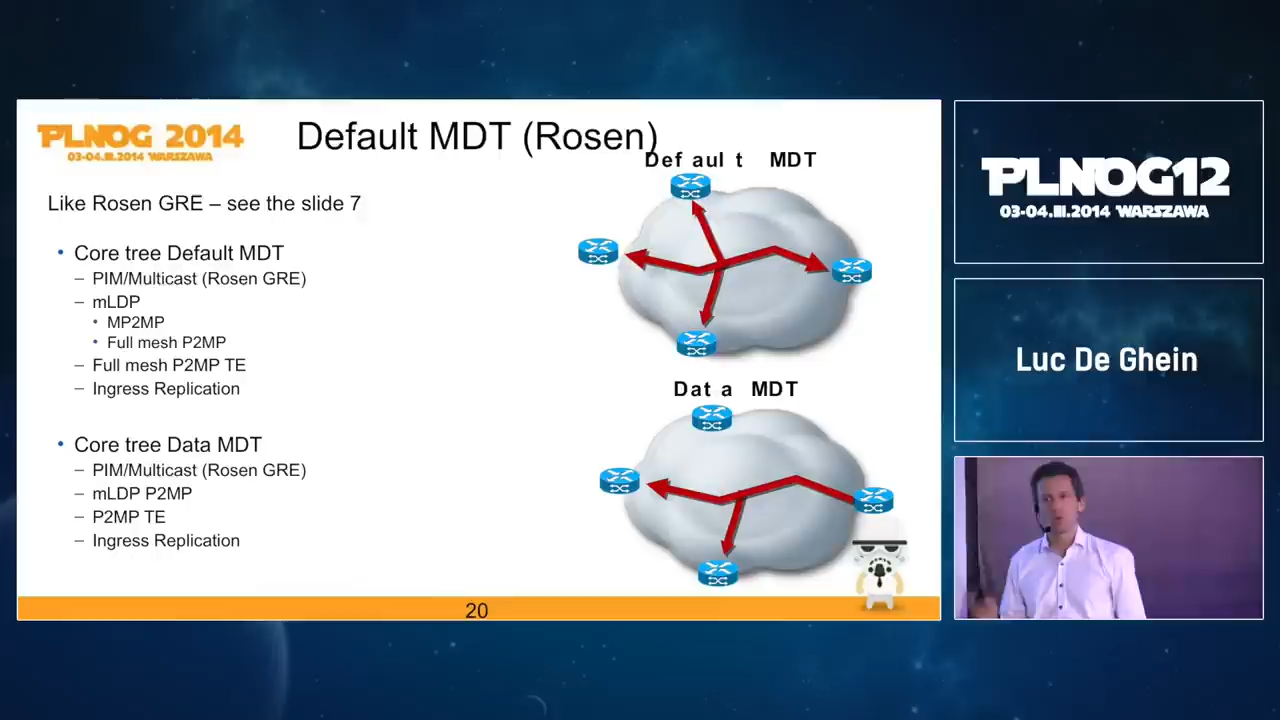 PLNOG 2014
03-04.III.2014 WARSZAWA
Default MDT (Rosen)
Like Rosen GRE – see the slide 7
• Core tree Default MDT
– PIM/Multicast (Rosen GRE)
– mLDP
• MP2MP
• Full mesh P2MP
– Full mesh P2MP TE
– Ingress Replication
• Core tree Data MDT
– PIM/Multicast (Rosen GRE)
– mLDP P2MP
– P2MP TE
– Ingress Replication
Def aul t MDT
Dat a MDT
20
PLNOG12
03-04.III.2014 WARSZAWA
Luc De Ghein